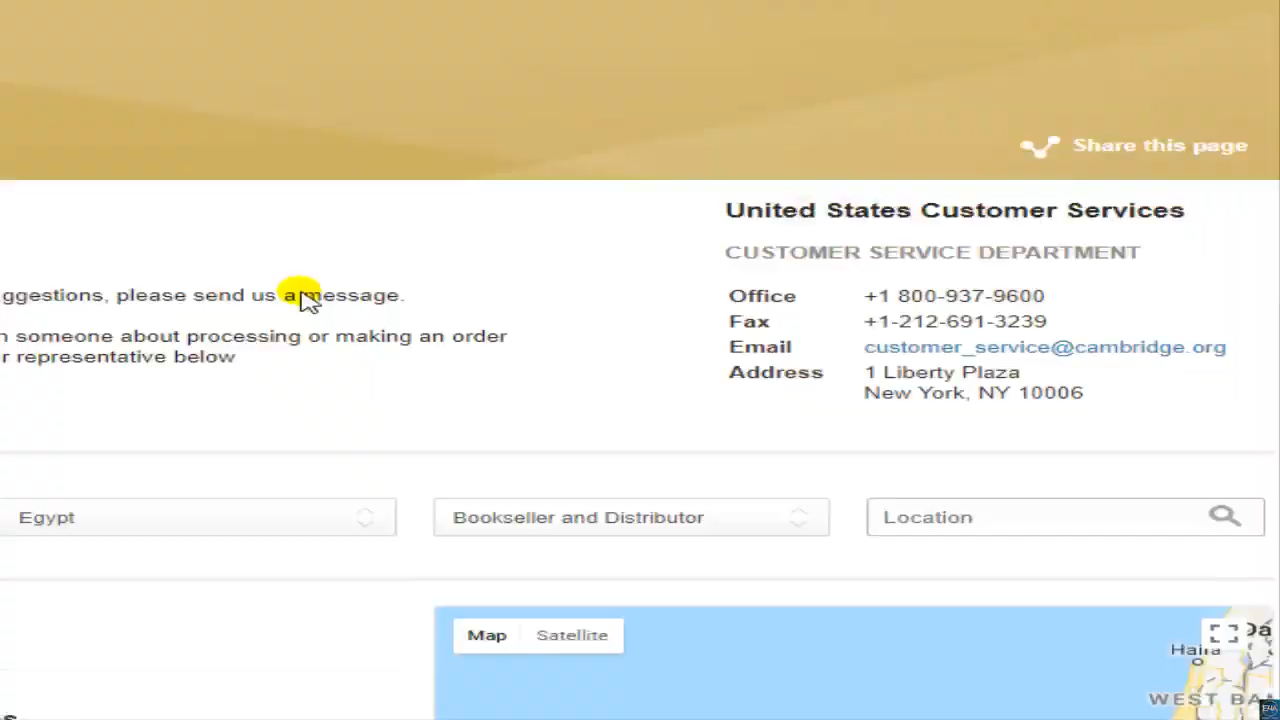 Share this page
United States Customer Services
CUSTOMER SERVICE DEPARTMENT
ggestions, please send us a message.
n someone about processing or making an order
r representative below
Office +1 800-937-9600
Fax +1-212-691-3239
Email customer_service@cambridge.org
Address 1 Liberty Plaza
New York, NY 10006
Egypt
Bookseller and Distributor
Location
Map Satellite
Da
Haifa
WEST BA